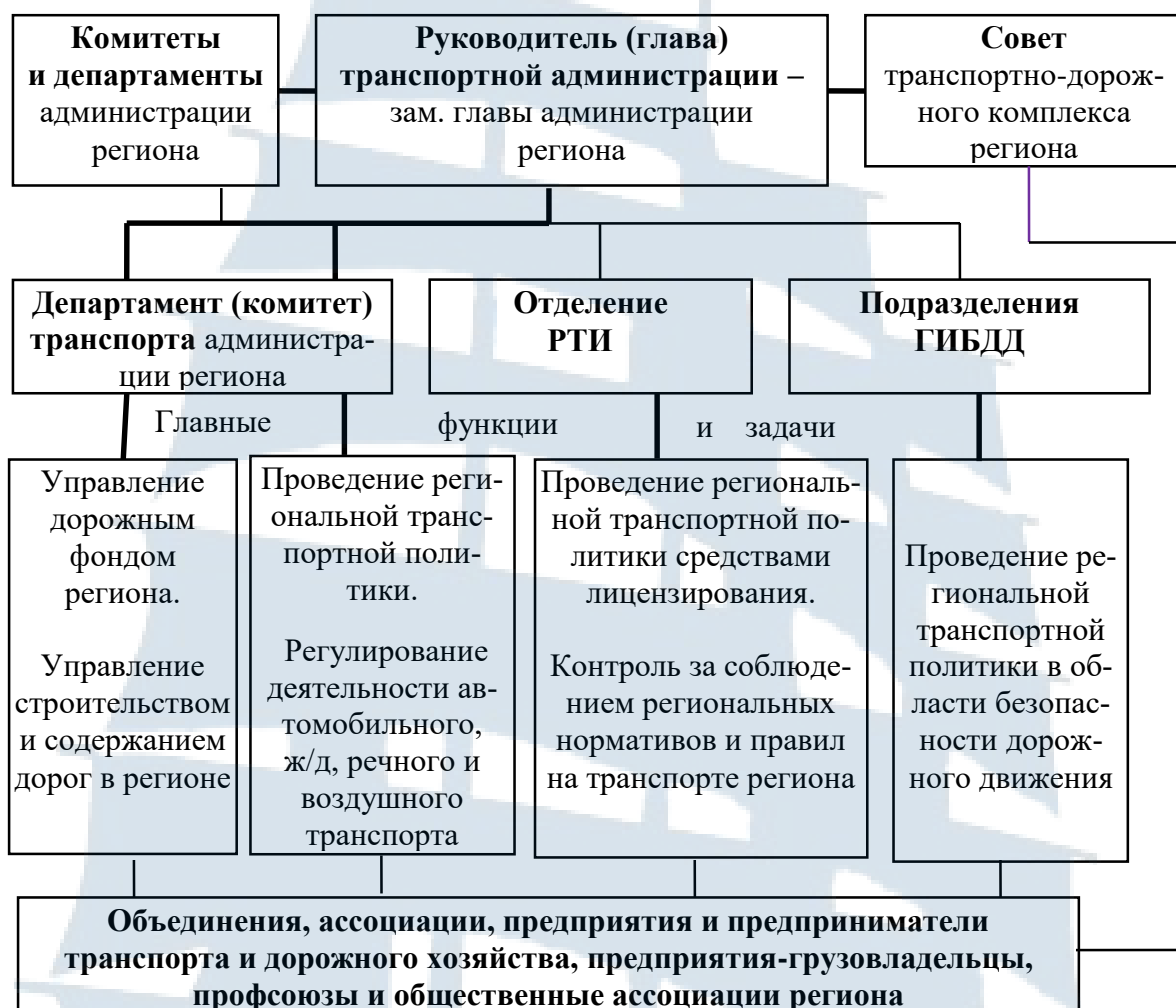 Комитеты
и департаменты
администрации
региона
Руководитель (глава)
транспортной администрации –
зам. главы администрации
региона
Совет
транспортно-дорож-
ного комплекса
региона
Департамент (комитет)
транспорта администра-
ции региона
Отделение
РТИ
Подразделения
ГИБДД
Главные функции и задачи
Управление
дорожным
фондом
региона.
Управление
строительством
и содержанием
дорог в регионе
Проведение реги-
ональной транс-
портной поли-
тики.
Регулирование
деятельности ав-
томобильного,
ж/д, речного и
воздушного
транспорта
Проведение региональ-
ной транспортной по-
литики средствами
лицензирования.
Контроль за соблюде-
нием региональных
нормативов и правил
на транспорте региона
Проведение ре-
гиональной
транспортной
политики в об-
ласти безопас-
ности дорож-
ного движения
Объединения, ассоциации, предприятия и предприниматели
транспорта и дорожного хозяйства, предприятия-грузовладельцы,
профсоюзы и общественные ассоциации региона